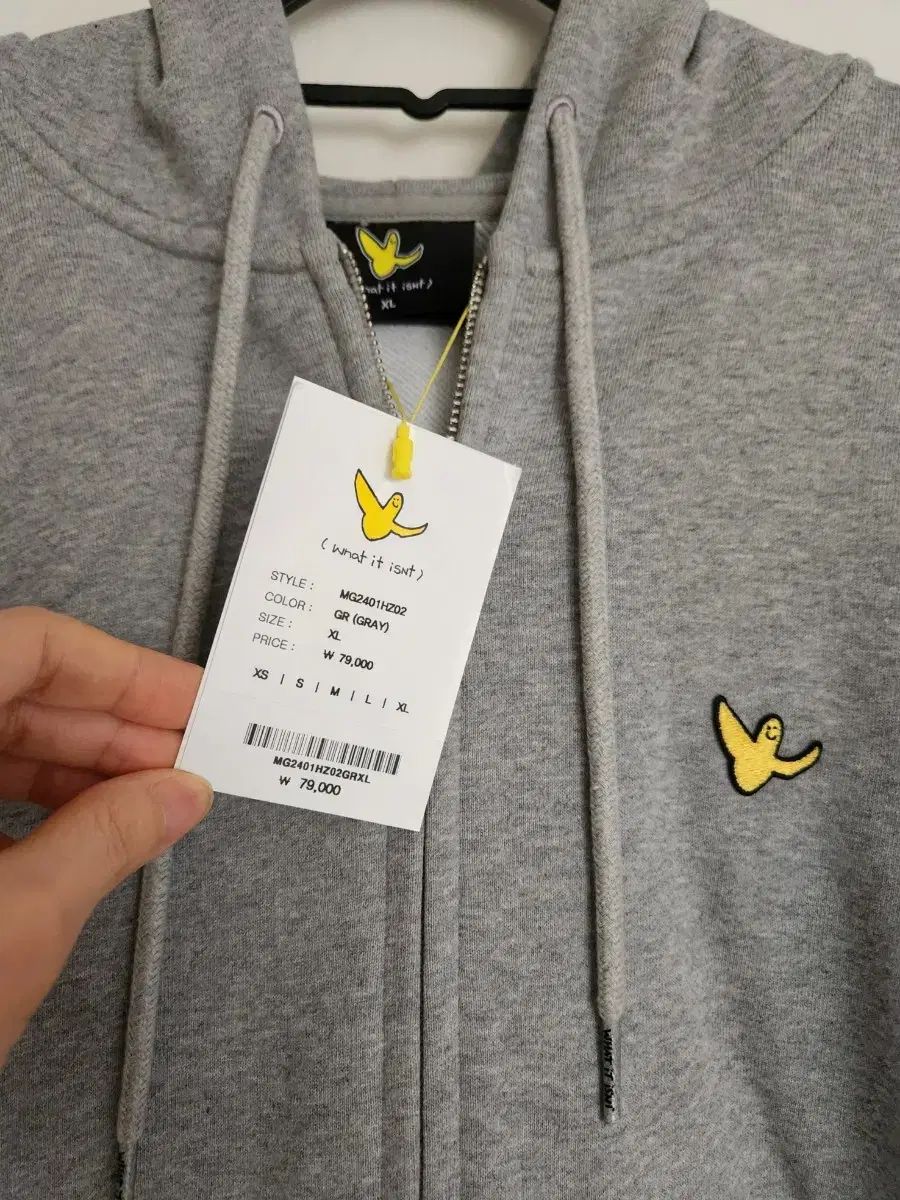 what it isnt)
XL
(what it isnt)
STYLE : MG2401HZ02
COLOR : GR (GRAY)
SIZE : XL
PRICE : ₩ 79,000
XS | S | M | L | XL
MG2401HZ02GRXL
₩ 79,000
WHAT iT iSNT